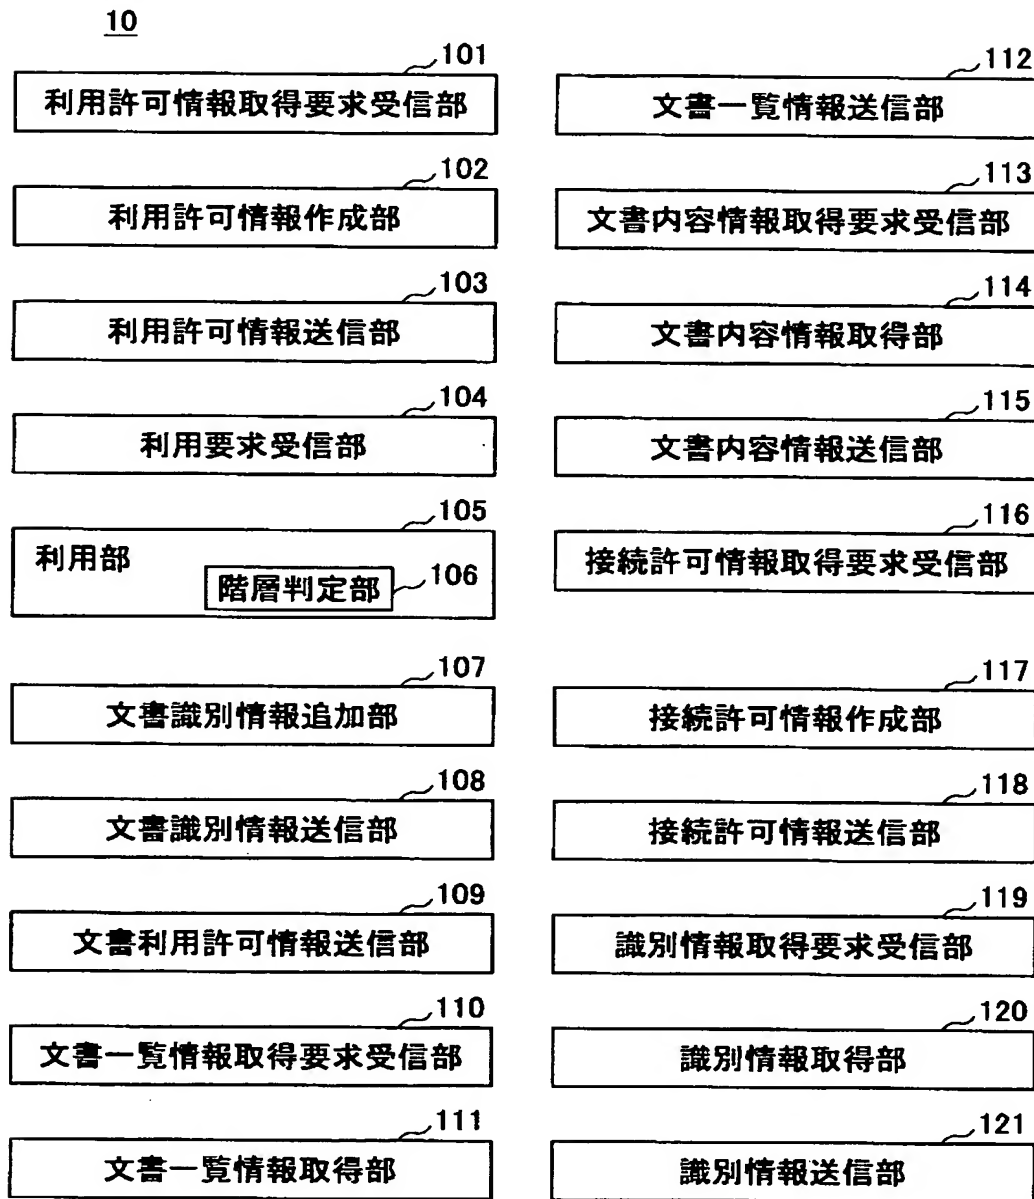 10
101
利用許可情報取得要求受信部
102
利用許可情報作成部
103
利用許可情報送信部
104
利用要求受信部
105
利用部
階層判定部
106
107
文書識別情報追加部
108
文書識別情報送信部
109
文書利用許可情報送信部
110
文書一覧情報取得要求受信部
111
文書一覧情報取得部
112
文書一覧情報送信部
113
文書内容情報取得要求受信部
114
文書内容情報取得部
115
文書内容情報送信部
116
接続許可情報取得要求受信部
117
接続許可情報作成部
118
接続許可情報送信部
119
識別情報取得要求受信部
120
識別情報取得部
121
識別情報送信部